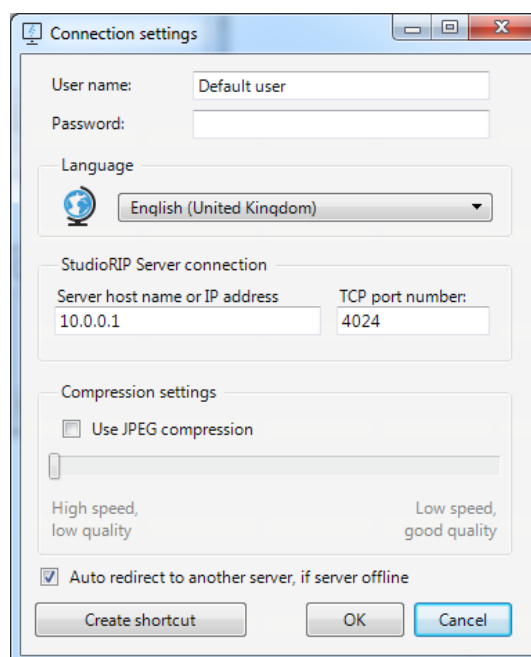 Connection settings
User name: Default user
Password:
Language
English (United Kingdom)
StudioRIP Server connection
Server host name or IP address TCP port number:
10.0.0.1 4024
Compression settings
Use JPEG compression
High speed, Low speed,
low quality good quality
Auto redirect to another server, if server offline
Create shortcut OK Cancel